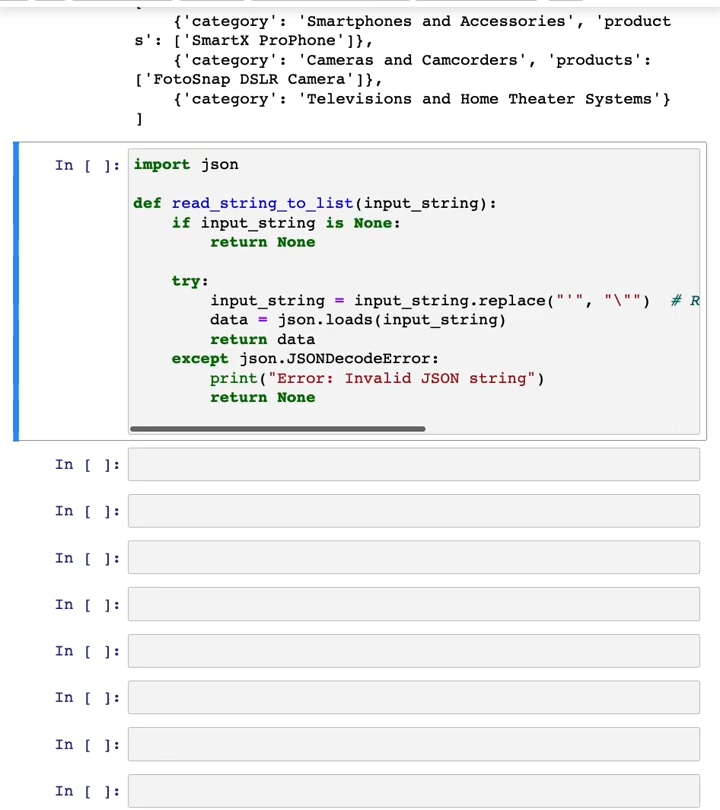 {'category': 'Smartphones and Accessories', 'product
s': ['SmartX ProPhone']},
{'category': 'Cameras and Camcorders', 'products':
['FotoSnap DSLR Camera']},
{'category': 'Televisions and Home Theater Systems'}
]
In [ ]: import json
def read_string_to_list(input_string):
if input_string is None:
return None
try:
input_string = input_string.replace("'", "\"") # R
data = json.loads(input_string)
return data
except json.JSONDecodeError:
print("Error: Invalid JSON string")
return None
In [ ]:
In [ ]:
In [ ]:
In [ ]:
In [ ]:
In [ ]:
In [ ]:
In [ ]: